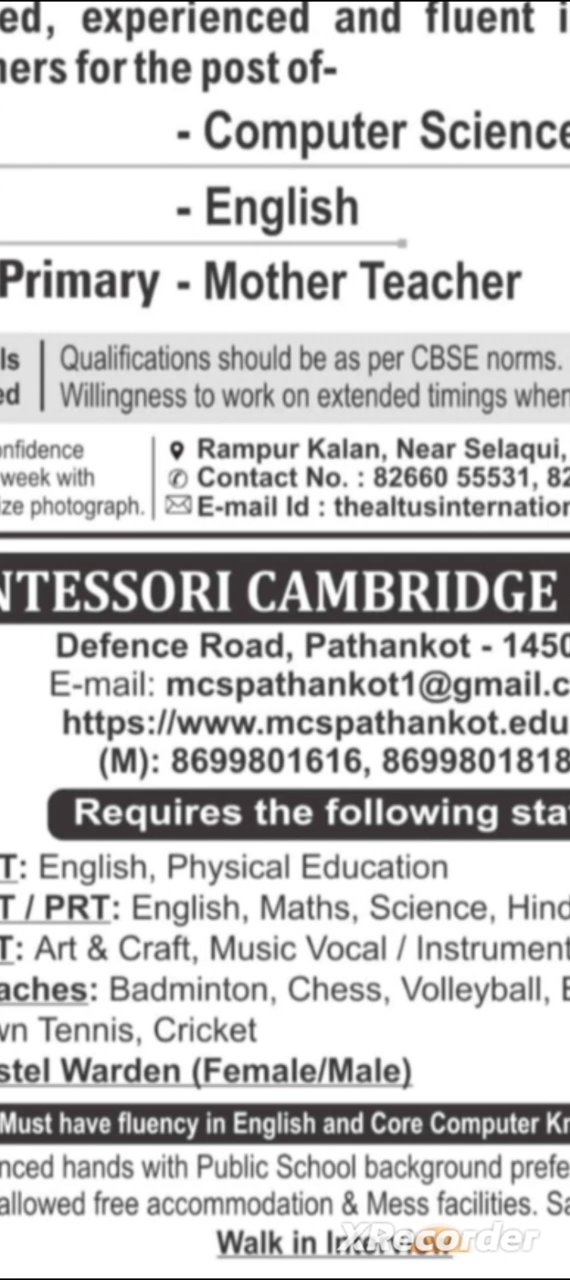 ed, experienced and fluent i
ners for the post of-
- Computer Science
- English
Primary - Mother Teacher
ls
ed
Qualifications should be as per CBSE norms.
Willingness to work on extended timings when
onfidence
week with
ize photograph.
Rampur Kalan, Near Selaqui,
Contact No. : 82660 55531, 82
E-mail Id : thealtusinternation
NTESSORI CAMBRIDGE
Defence Road, Pathankot - 1450
E-mail: mcspathankot1@gmail.c
https://www.mcspathankot.edu
(M): 8699801616, 8699801818
Requires the following sta
T: English, Physical Education
T / PRT: English, Maths, Science, Hind
T: Art & Craft, Music Vocal / Instrument
aches: Badminton, Chess, Volleyball, B
wn Tennis, Cricket
stel Warden (Female/Male)
Must have fluency in English and Core Computer Kn
nced hands with Public School background prefe
allowed free accommodation & Mess facilities. Sa
Walk in Interview
XRecorder